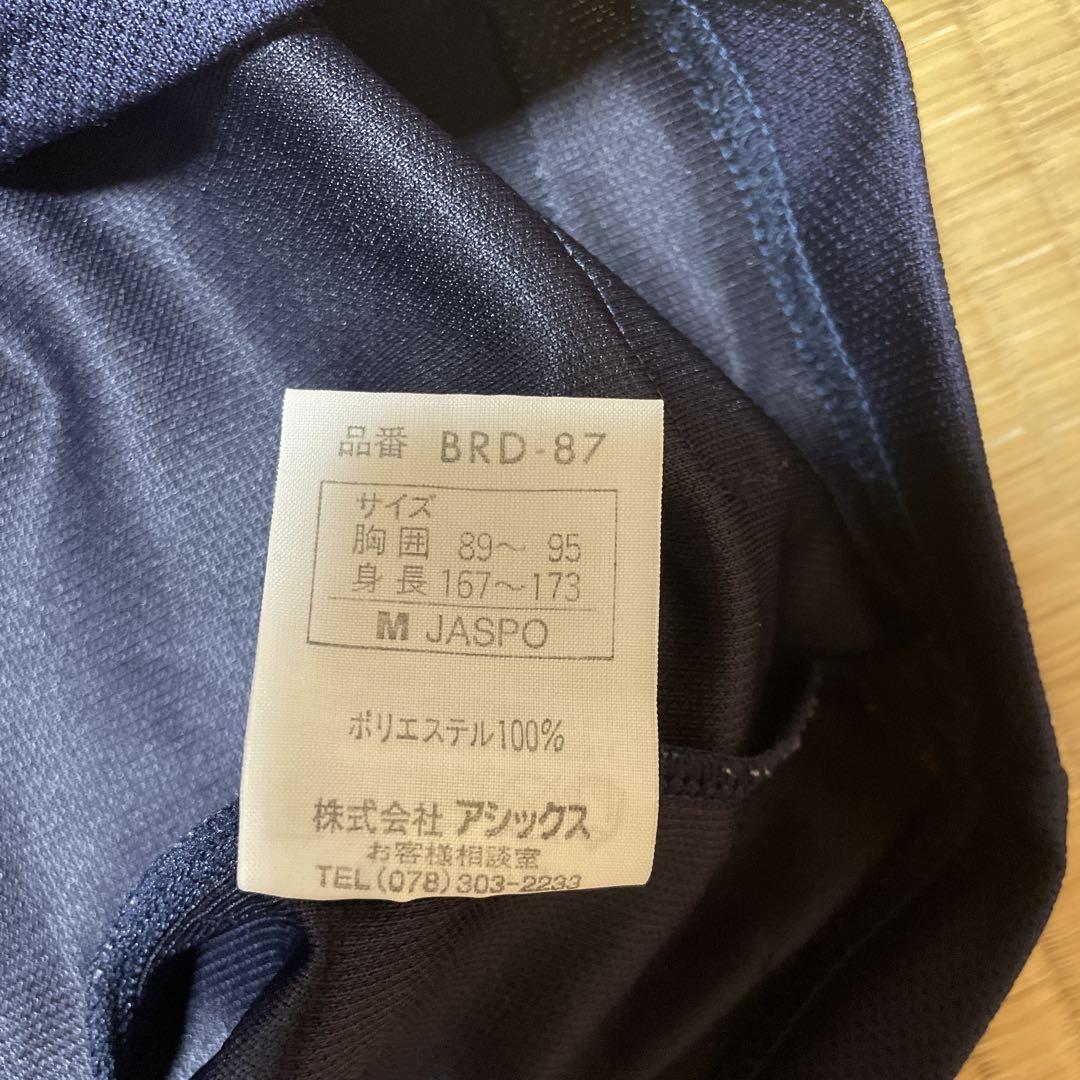 品番 BRD-87
サイズ
胸囲 89～ 95
身長 167～173
M JASPO
ポリエステル100%
株式会社 アシックス
お客様相談室
TEL(078)303-2233